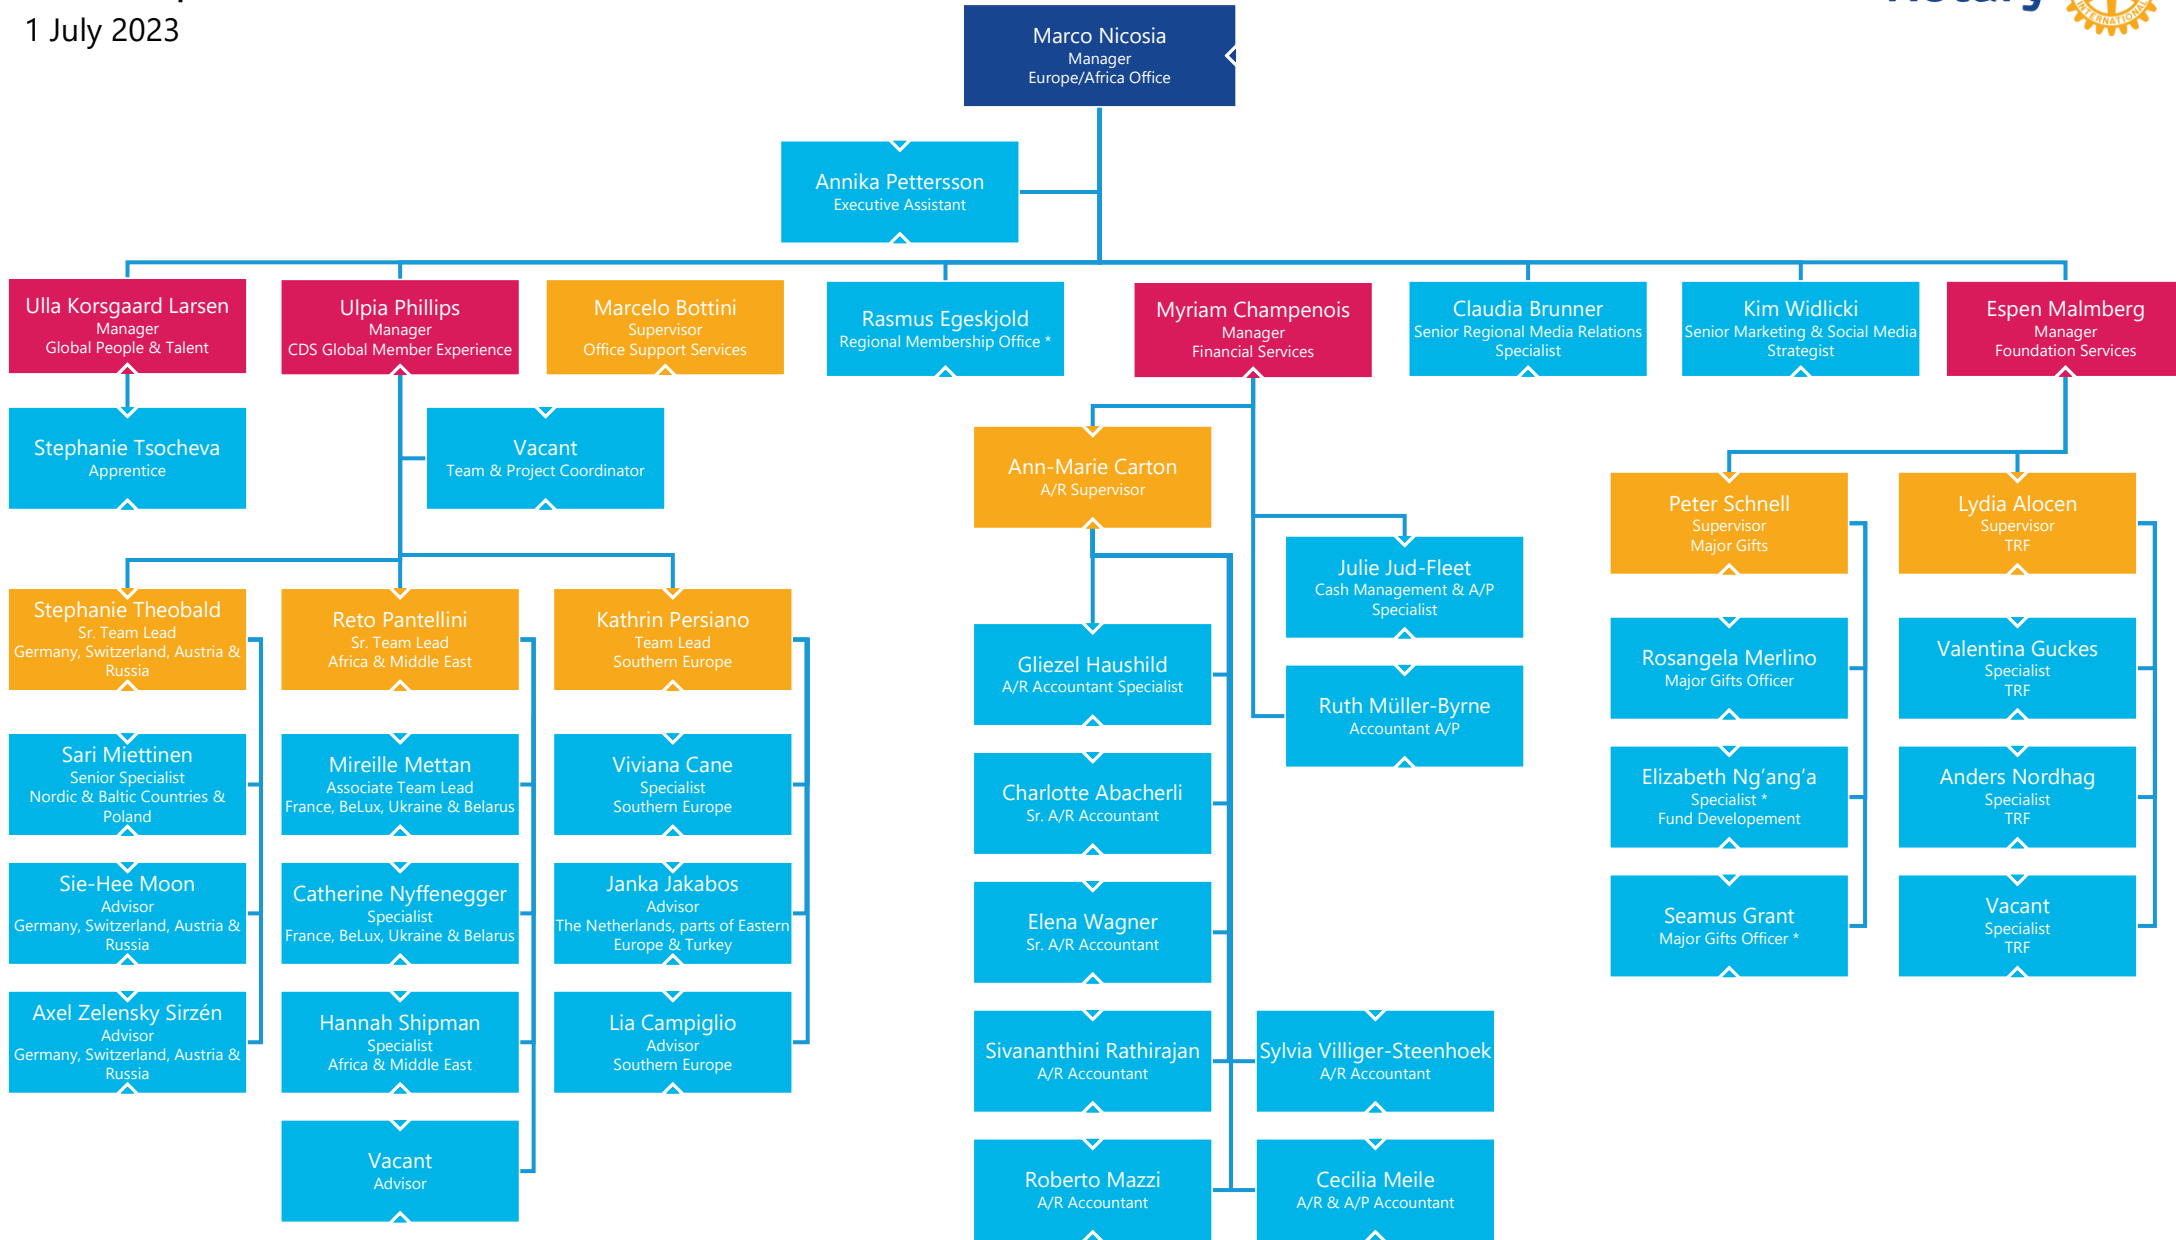 1 July 2023
Rotary
INTERNATIONAL
Marco Nicosia
Manager
Europe/Africa Office
Annika Pettersson
Executive Assistant
Ulla Korsgaard Larsen
Manager
Global People & Talent
Ulpia Phillips
Manager
CDS Global Member Experience
Marcelo Bottini
Supervisor
Office Support Services
Rasmus Egeskjold
Regional Membership Office *
Myriam Champenois
Manager
Financial Services
Claudia Brunner
Senior Regional Media Relations
Specialist
Kim Widlicki
Senior Marketing & Social Media
Strategist
Espen Malmberg
Manager
Foundation Services
Stephanie Tsocheva
Apprentice
Vacant
Team & Project Coordinator
Stephanie Theobald
Sr. Team Lead
Germany, Switzerland, Austria &
Russia
Sari Miettinen
Senior Specialist
Nordic & Baltic Countries &
Poland
Sie-Hee Moon
Advisor
Germany, Switzerland, Austria &
Russia
Axel Zelensky Sirzén
Advisor
Germany, Switzerland, Austria &
Russia
Reto Pantellini
Sr. Team Lead
Africa & Middle East
Mireille Mettan
Associate Team Lead
France, BeLux, Ukraine & Belarus
Catherine Nyffenegger
Specialist
France, BeLux, Ukraine & Belarus
Hannah Shipman
Specialist
Africa & Middle East
Vacant
Advisor
Kathrin Persiano
Team Lead
Southern Europe
Viviana Cane
Specialist
Southern Europe
Janka Jakabos
Advisor
The Netherlands, parts of Eastern
Europe & Turkey
Lia Campiglio
Advisor
Southern Europe
Ann-Marie Carton
A/R Supervisor
Gliezel Haushild
A/R Accountant Specialist
Charlotte Abacherli
Sr. A/R Accountant
Elena Wagner
Sr. A/R Accountant
Sivananthini Rathirajan
A/R Accountant
Roberto Mazzi
A/R Accountant
Sylvia Villiger-Steenhoek
A/R Accountant
Cecilia Meile
A/R & A/P Accountant
Julie Jud-Fleet
Cash Management & A/P
Specialist
Ruth Müller-Byrne
Accountant A/P
Peter Schnell
Supervisor
Major Gifts
Rosangela Merlino
Major Gifts Officer
Elizabeth Ng’ang’a
Specialist *
Fund Developement
Seamus Grant
Major Gifts Officer *
Lydia Alocen
Supervisor
TRF
Valentina Guckes
Specialist
TRF
Anders Nordhag
Specialist
TRF
Vacant
Specialist
TRF